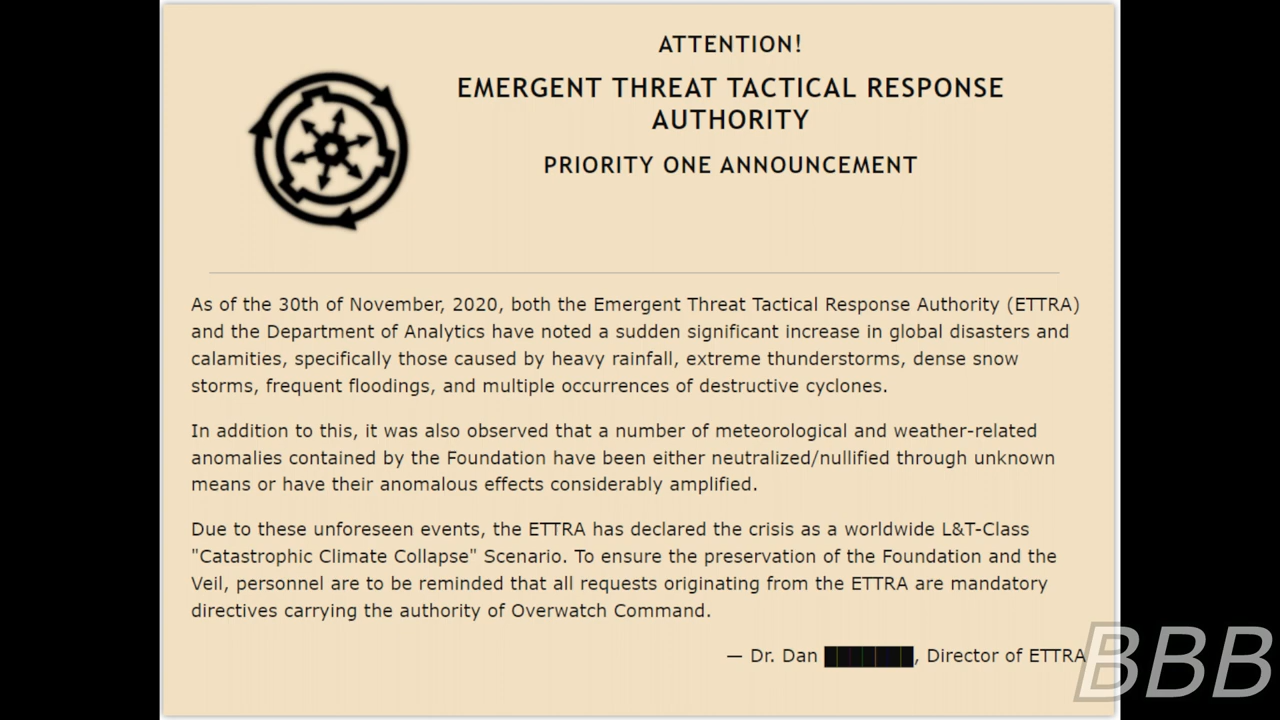 ATTENTION!
EMERGENT THREAT TACTICAL RESPONSE
AUTHORITY
PRIORITY ONE ANNOUNCEMENT
As of the 30th of November, 2020, both the Emergent Threat Tactical Response Authority (ETTRA)
and the Department of Analytics have noted a sudden significant increase in global disasters and
calamities, specifically those caused by heavy rainfall, extreme thunderstorms, dense snow
storms, frequent floodings, and multiple occurrences of destructive cyclones.
In addition to this, it was also observed that a number of meteorological and weather-related
anomalies contained by the Foundation have been either neutralized/nullified through unknown
means or have their anomalous effects considerably amplified.
Due to these unforeseen events, the ETTRA has declared the crisis as a worldwide L&T-Class
"Catastrophic Climate Collapse" Scenario. To ensure the preservation of the Foundation and the
Veil, personnel are to be reminded that all requests originating from the ETTRA are mandatory
directives carrying the authority of Overwatch Command.
— Dr. Dan ███████, Director of ETTRA
BBB